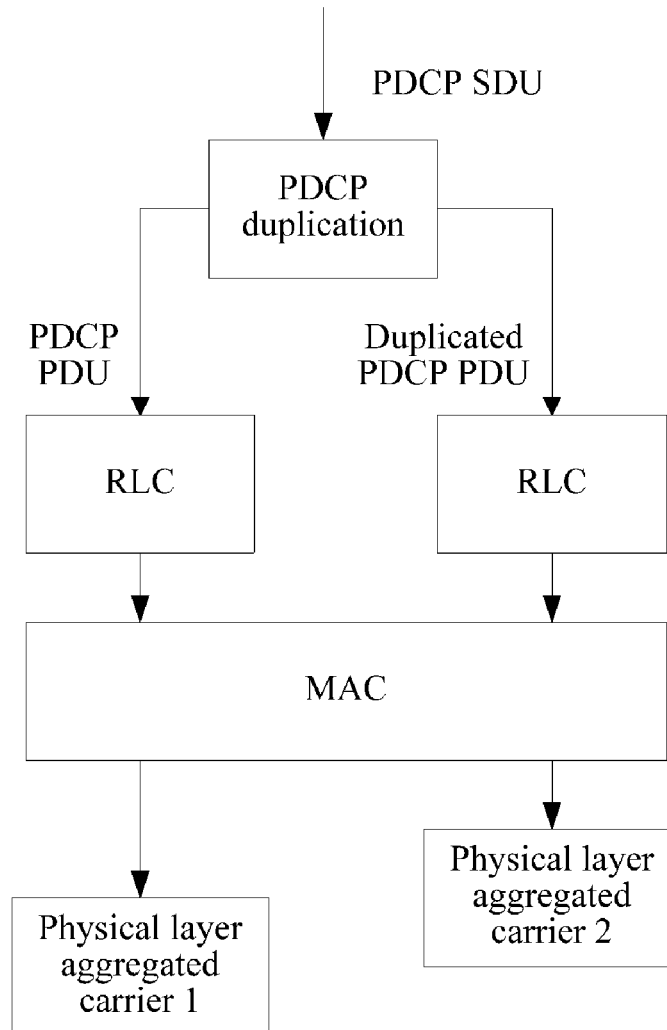 PDCP SDU
PDCP
duplication
PDCP
PDU
Duplicated
PDCP PDU
RLC
RLC
MAC
Physical layer
aggregated
carrier 2
Physical layer
aggregated
carrier 1